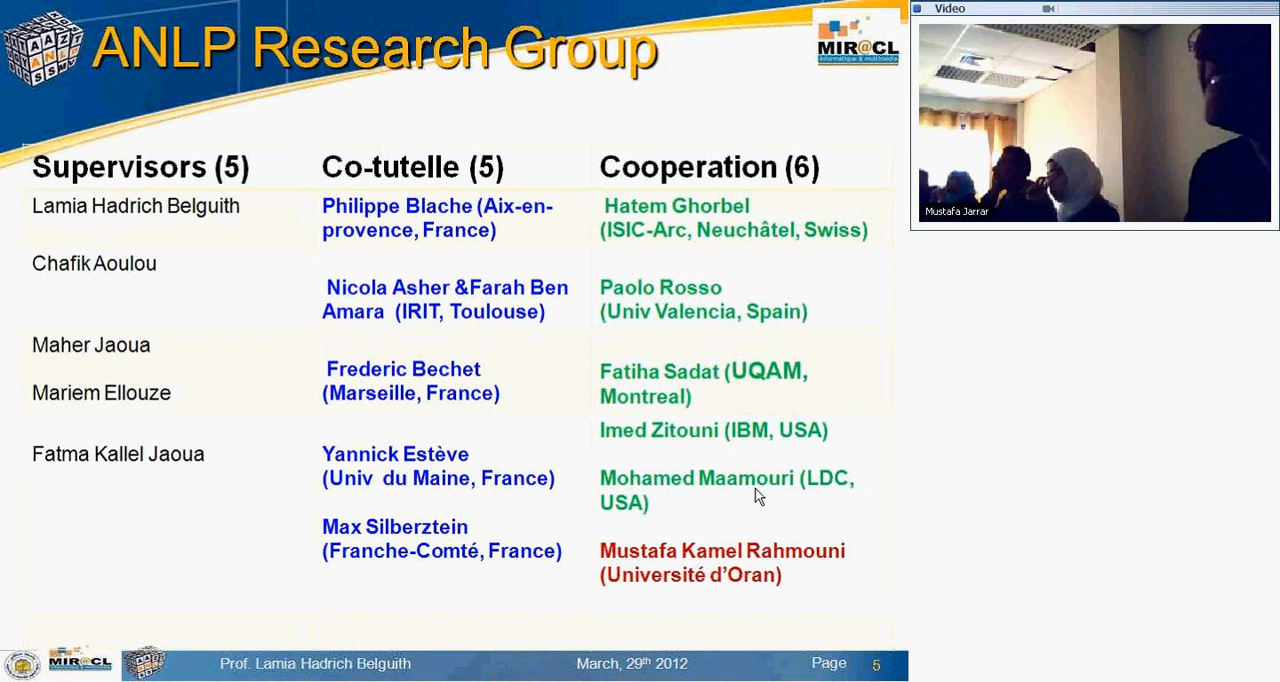 ANLP Research Group
MIR@CL
informatique & multimédia
Supervisors (5)
Co-tutelle (5)
Cooperation (6)
Lamia Hadrich Belguith
Philippe Blache (Aix-en-
provence, France)
Hatem Ghorbel
(ISIC-Arc, Neuchâtel, Swiss)
Chafik Aoulou
Nicola Asher &Farah Ben
Amara (IRIT, Toulouse)
Paolo Rosso
(Univ Valencia, Spain)
Maher Jaoua
Mariem Ellouze
Frederic Bechet
(Marseille, France)
Fatiha Sadat (UQAM,
Montreal)
Imed Zitouni (IBM, USA)
Fatma Kallel Jaoua
Yannick Estève
(Univ du Maine, France)
Mohamed Maamouri (LDC,
USA)
Max Silberztein
(Franche-Comté, France)
Mustafa Kamel Rahmouni
(Université d’Oran)
MIR@CL
Prof. Lamia Hadrich Belguith
March, 29th 2012
Page 5
Video
Mustafa Jarrar